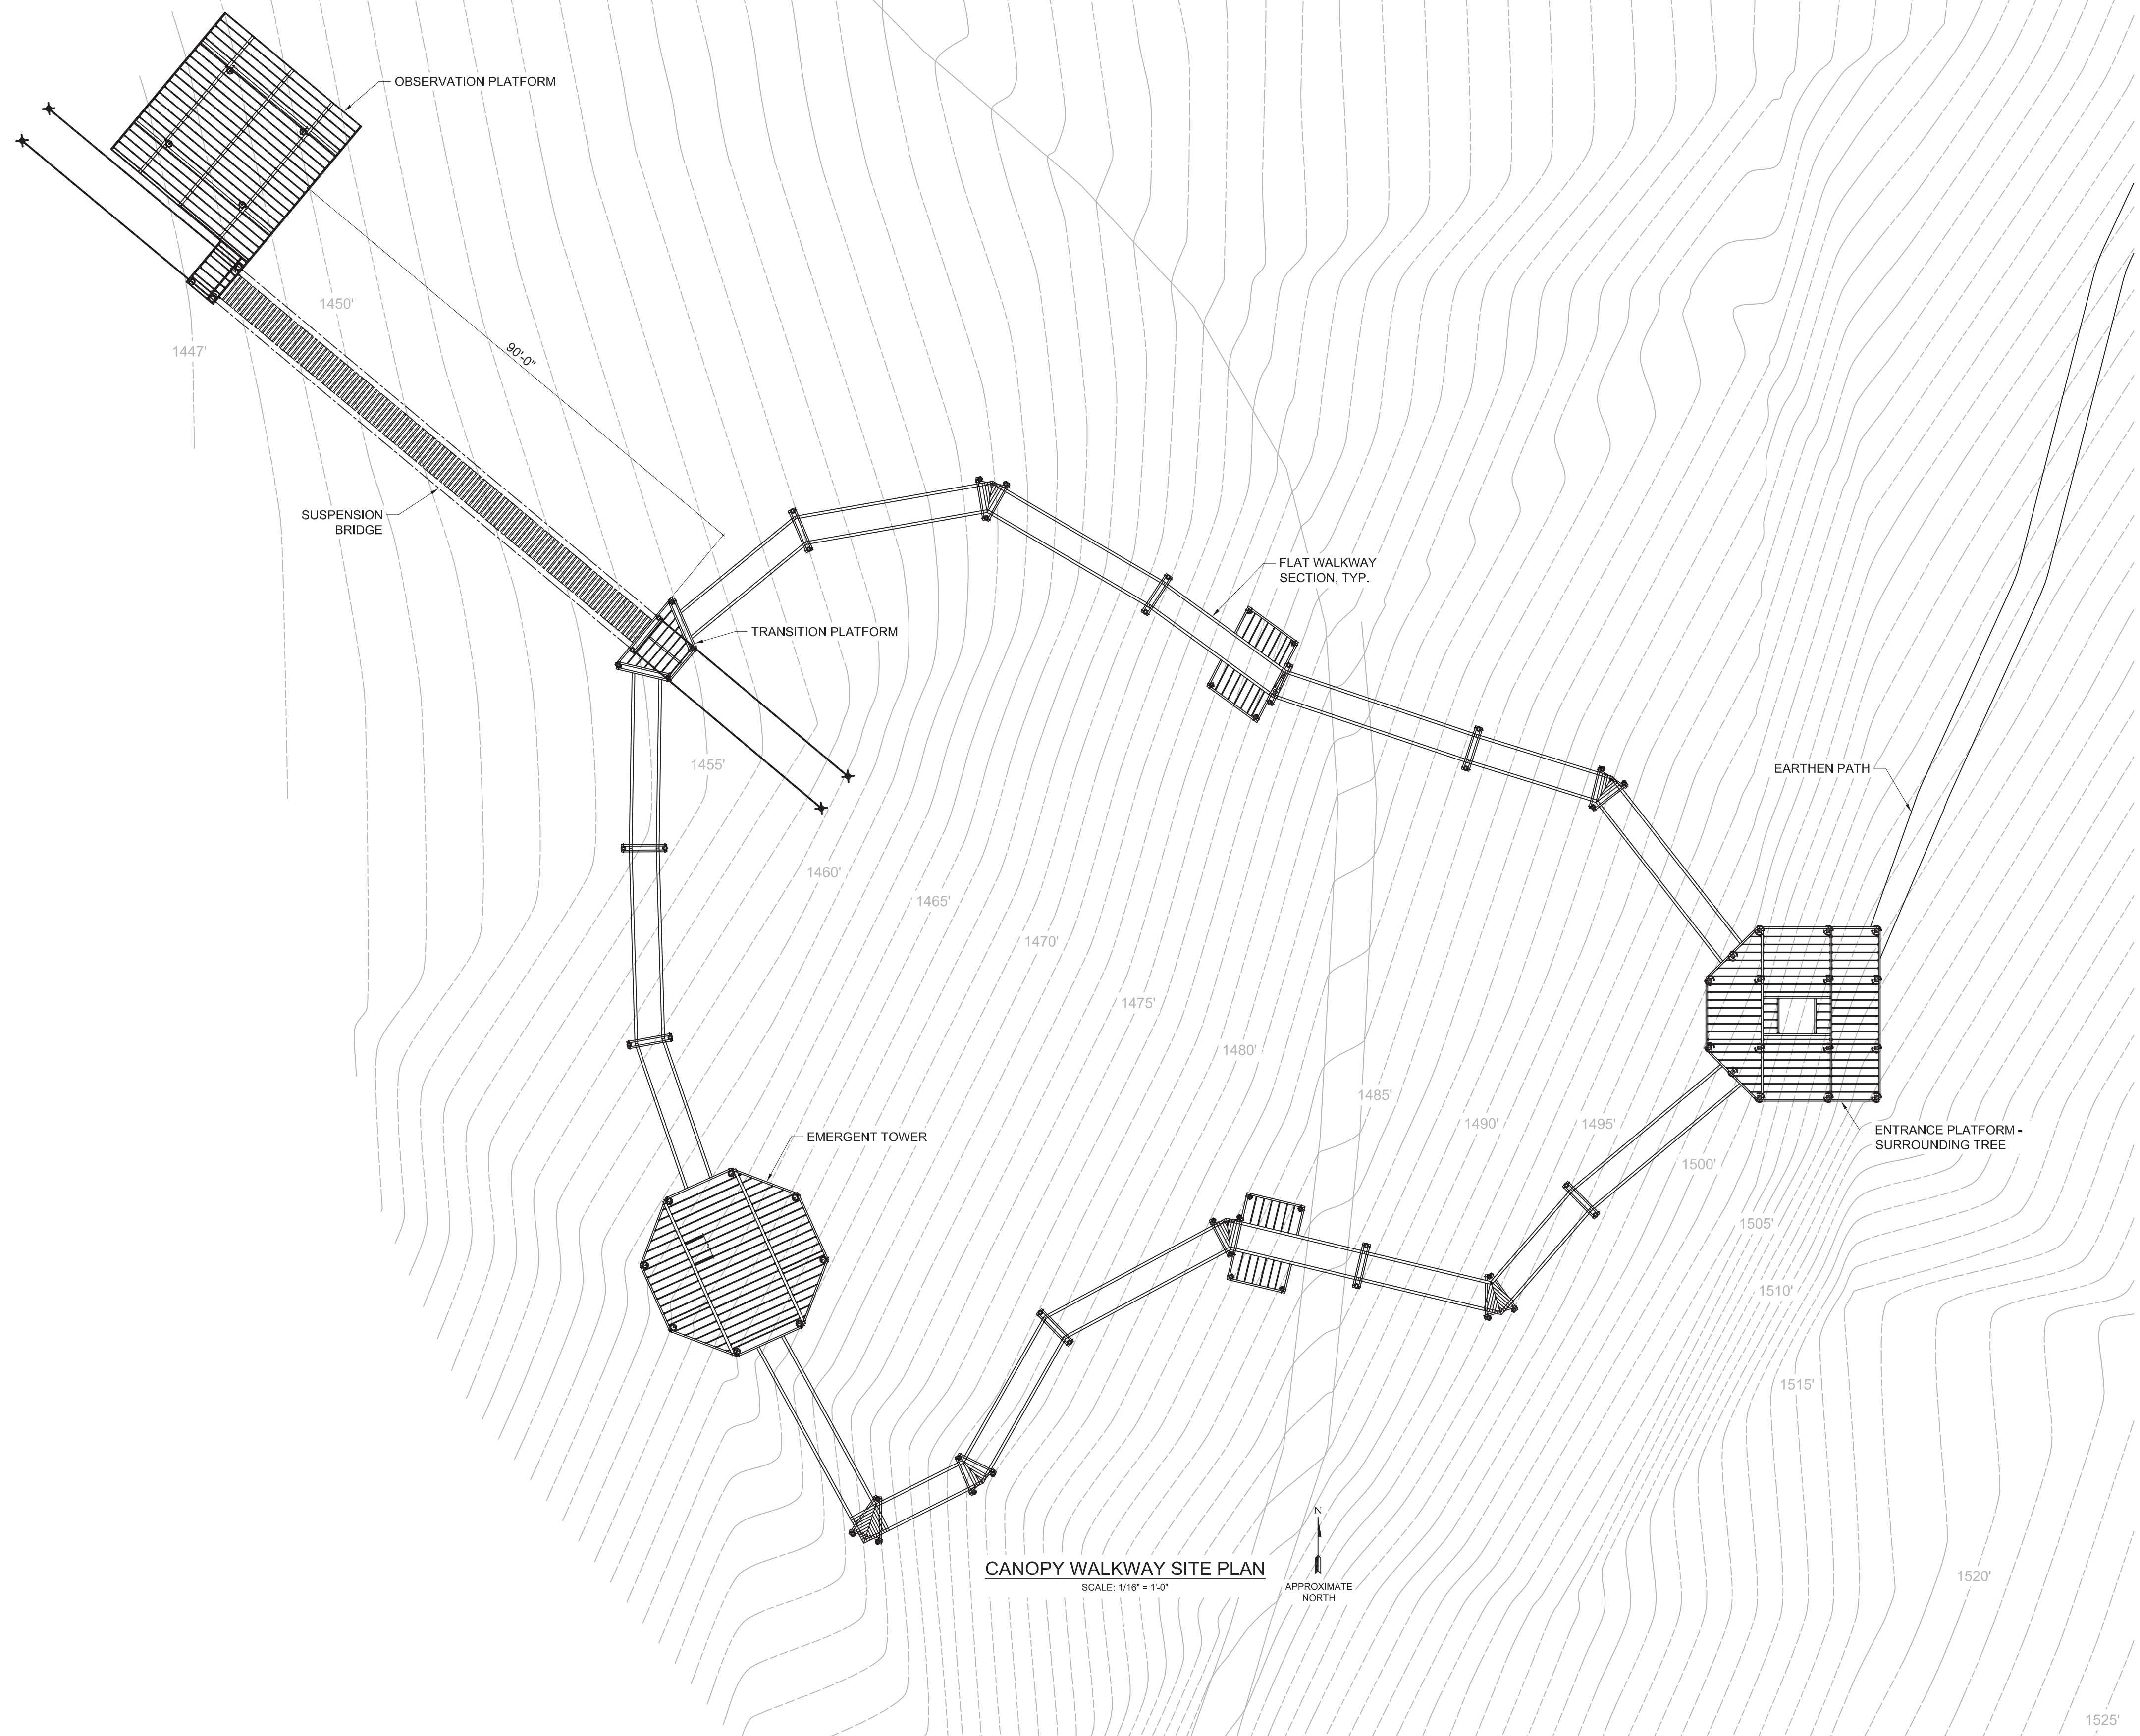 OBSERVATION PLATFORM
1450'
1447'
90'-0"
SUSPENSION
BRIDGE
FLAT WALKWAY
SECTION, TYP.
TRANSITION PLATFORM
1455'
EARTHEN PATH
1460'
1465'
1470'
1475'
1480'
1485'
1490'
1495'
1500'
ENTRANCE PLATFORM -
SURROUNDING TREE
EMERGENT TOWER
1505'
1510'
1515'
N
CANOPY WALKWAY SITE PLAN
SCALE: 1/16" = 1'-0"
APPROXIMATE
NORTH
1520'
1525'